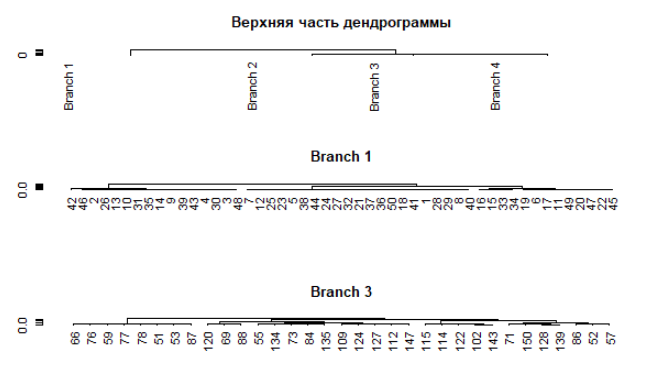 Верхняя часть дендрограммы
0
Branch 1
Branch 2
Branch 3
Branch 4
Branch 1
0.0
42 46 2 26 13 10 31 35 14 9 39 43 4 30 3 48 7 12 25 23 5 38 44 24 27 32 21 37 36 50 18 41 1 28 29 8 40 16 15 33 34 19 6 17 11 49 20 47 22 45
Branch 3
0.0
66 76 59 77 78 51 53 87 120 69 88 55 134 73 84 135 109 124 127 112 147 115 114 122 102 143 71 150 128 139 86 52 57